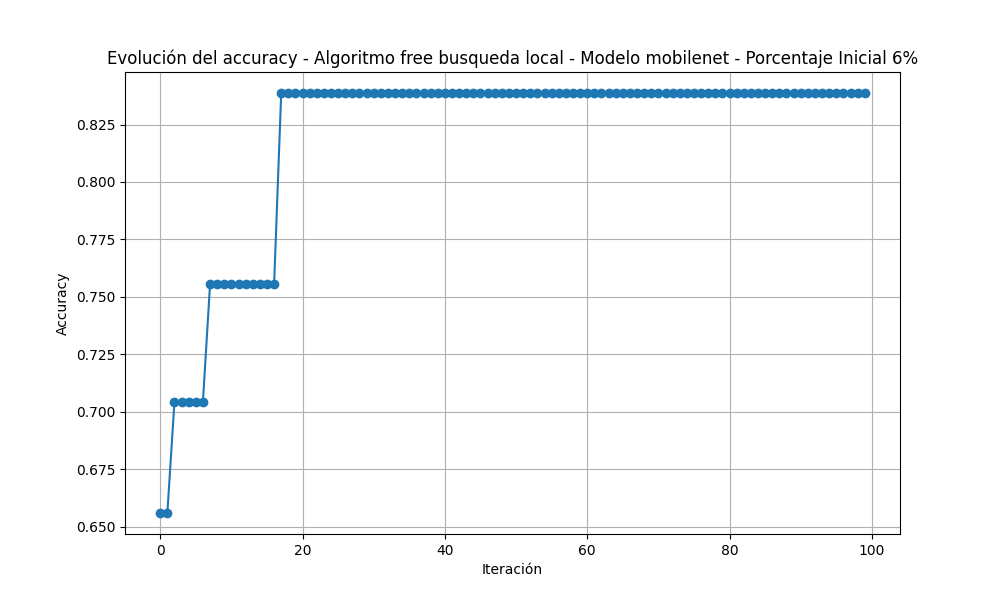 Evolución del accuracy - Algoritmo free busqueda local - Modelo mobilenet - Porcentaje Inicial 6%
0.825
0.800
0.775
0.750
0.725
0.700
0.675
0.650
Accuracy
0 20 40 60 80 100
Iteración